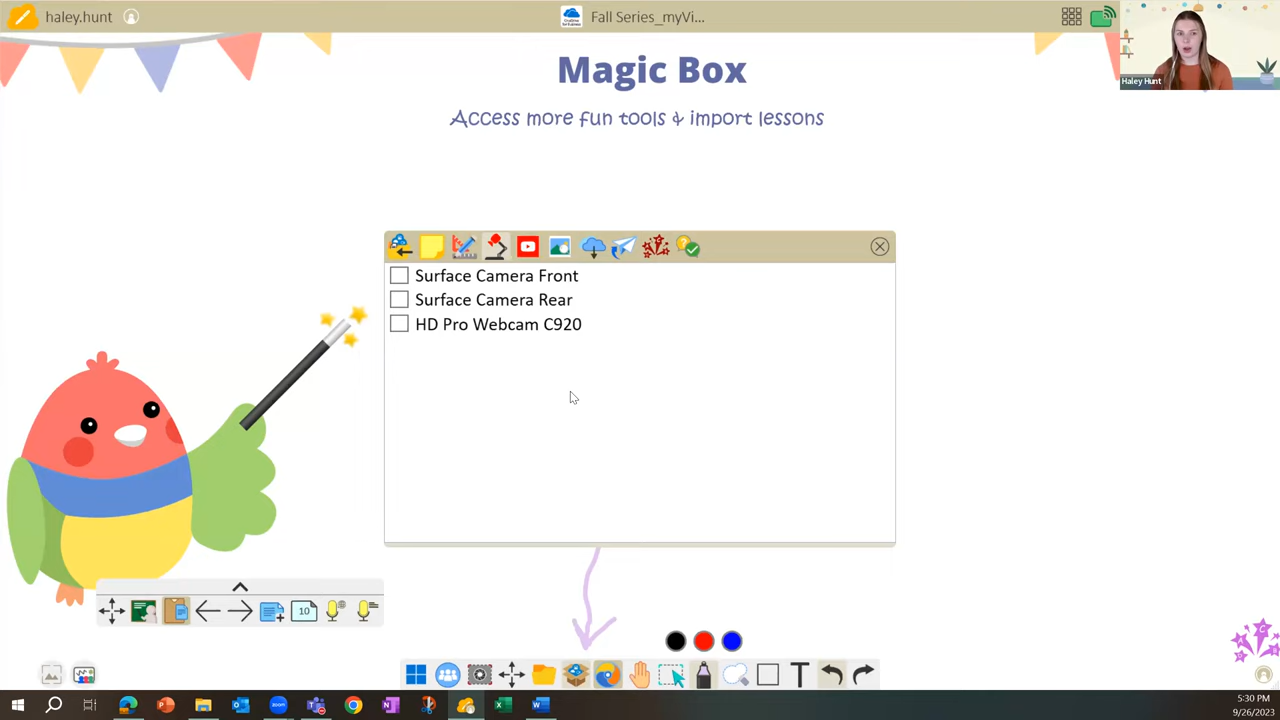 haley.hunt
Fall Series_myVi...
Haley Hunt
Magic Box
Access more fun tools & import lessons
Surface Camera Front
Surface Camera Rear
HD Pro Webcam C920
10
T
zoom
5:30 PM
9/26/2023